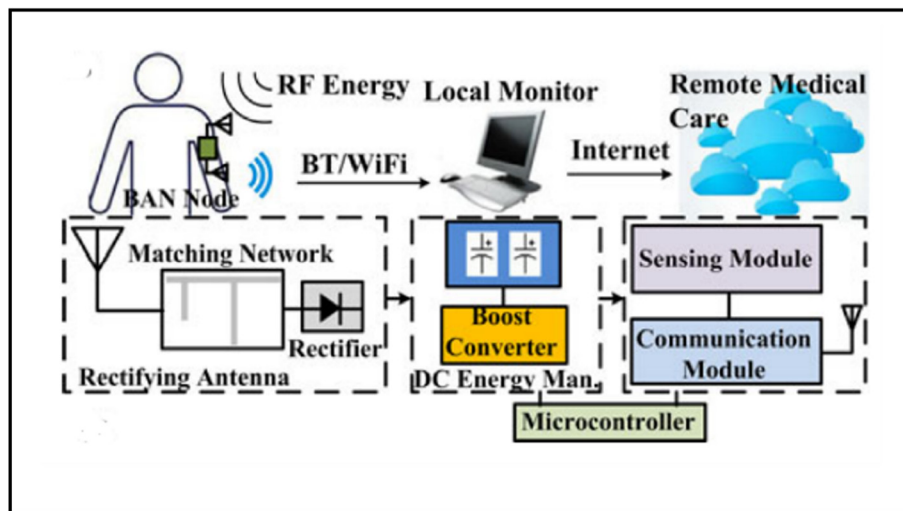 RF Energy
Local Monitor
Remote Medical
Care
BT/WiFi
Internet
BAN Node
Matching Network
Rectifier
Rectifying Antenna
+ +
Boost
Converter
DC Energy Man.
Sensing Module
Communication
Module
Microcontroller